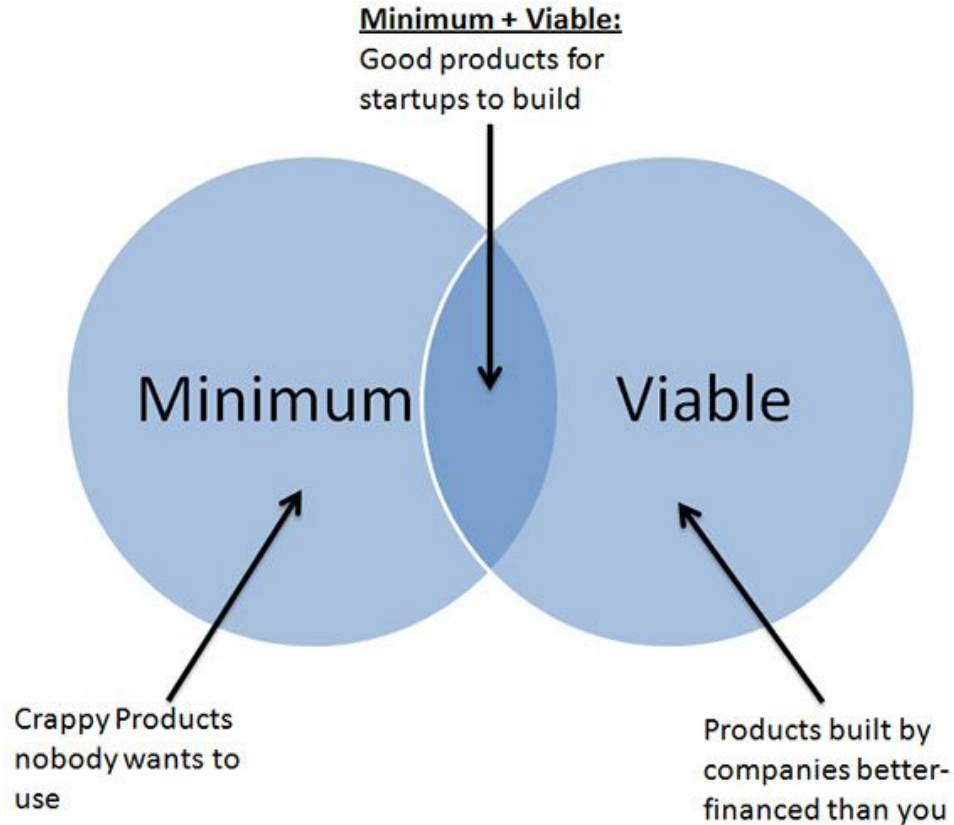 Minimum + Viable:
Good products for
startups to build
Minimum
Viable
Crappy Products
nobody wants to
use
Products built by
companies better-
financed than you